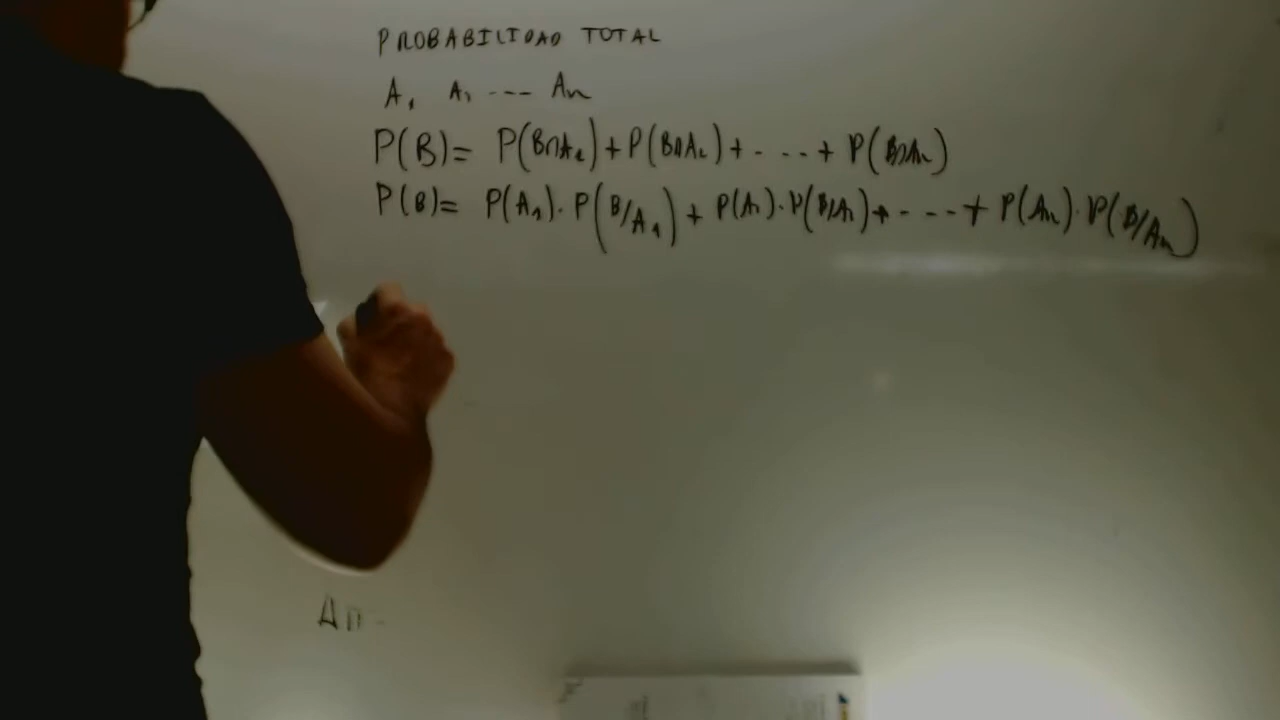 PROBABILIDAD TOTAL
A₁ A₂ ---- An
P(B)= P(B∩A₁)+P(B∩A₂)+-...+P(B∩An)
P(B)= P(A₁)·P(B/A₁)+P(A₂)·P(B/A₂)+----+P(An)·P(B/An)
An -